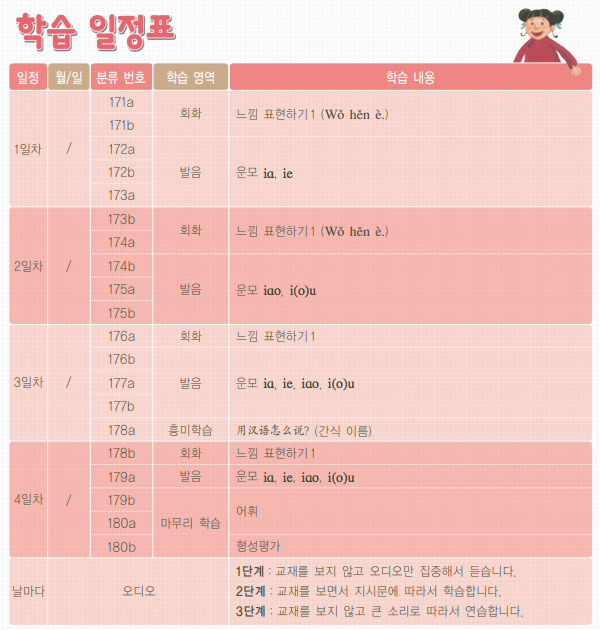 학습 일정표
일정 월/일 분류 번호 학습 영역 학습 내용
171a
회화 느낌 표현하기1 (Wǒ hěn è.)
171b
1일차 / 172a
172b 발음 운모 ia, ie
173a
173b
회화 느낌 표현하기1 (Wǒ hěn è.)
174a
2일차 / 174b
175a 발음 운모 iao, i(o)u
175b
176a 회화 느낌 표현하기1
176b
3일차 / 177a 발음 운모 ia, ie, iao, i(o)u
177b
178a 흥미학습 用汉语怎么说? (간식 이름)
178b 회화 느낌 표현하기1
179a 발음 운모 ia, ie, iao, i(o)u
4일차 / 179b
어휘
180a 마무리 학습
180b 형성평가
1단계 : 교재를 보지 않고 오디오만 집중해서 듣습니다.
날마다 오디오 2단계 : 교재를 보면서 지시문에 따라서 학습합니다.
3단계 : 교재를 보지 않고 큰 소리로 따라서 연습합니다.